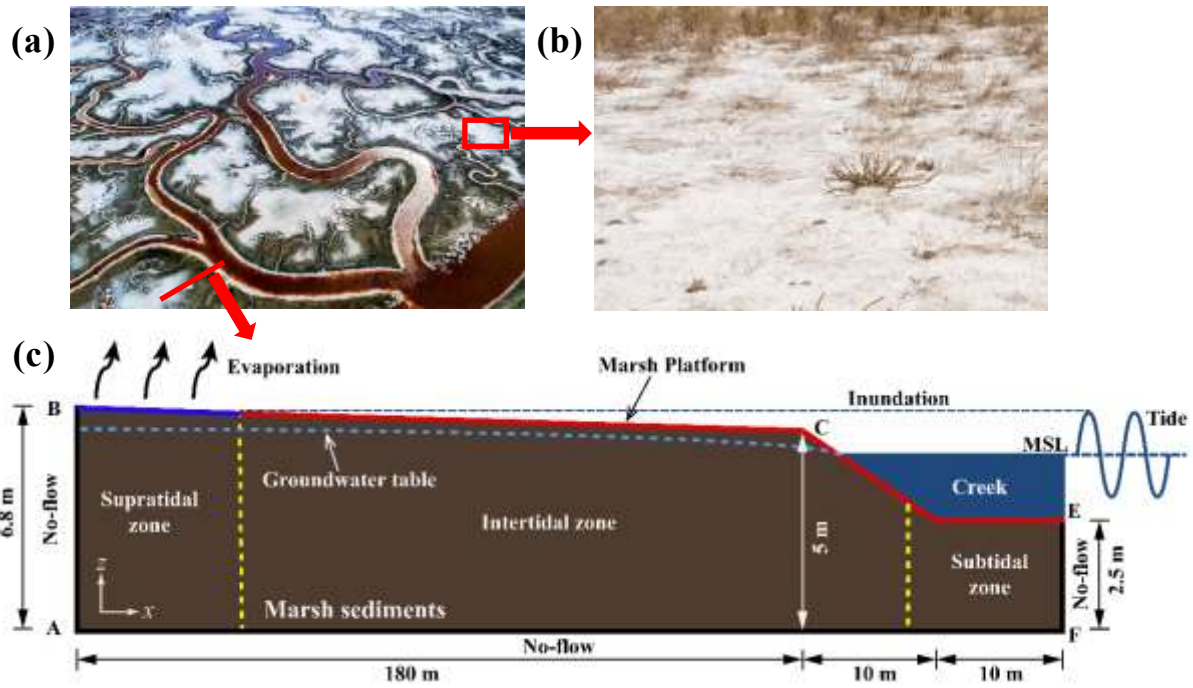 (a)
(b)
(c)
Evaporation
Marsh Platform
Inundation
Tide
B
C
MSL
Groundwater table
Creek
6.8 m
No-flow
Supratidal
zone
Intertidal zone
5 m
E
Subtidal
zone
No-flow
2.5 m
z
x
Marsh sediments
A
F
No-flow
180 m
10 m
10 m